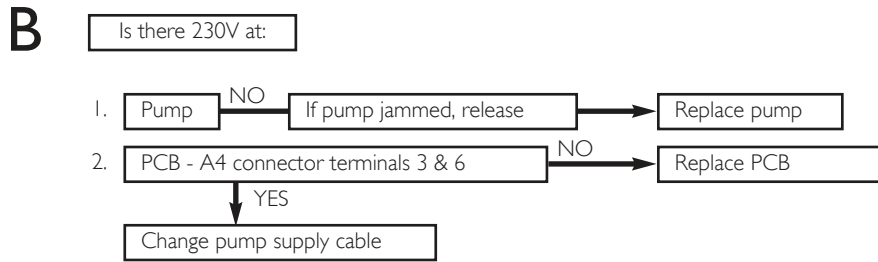 B
Is there 230V at:
1. Pump NO If pump jammed, release Replace pump
2. PCB - A4 connector terminals 3 & 6 NO Replace PCB
YES
Change pump supply cable